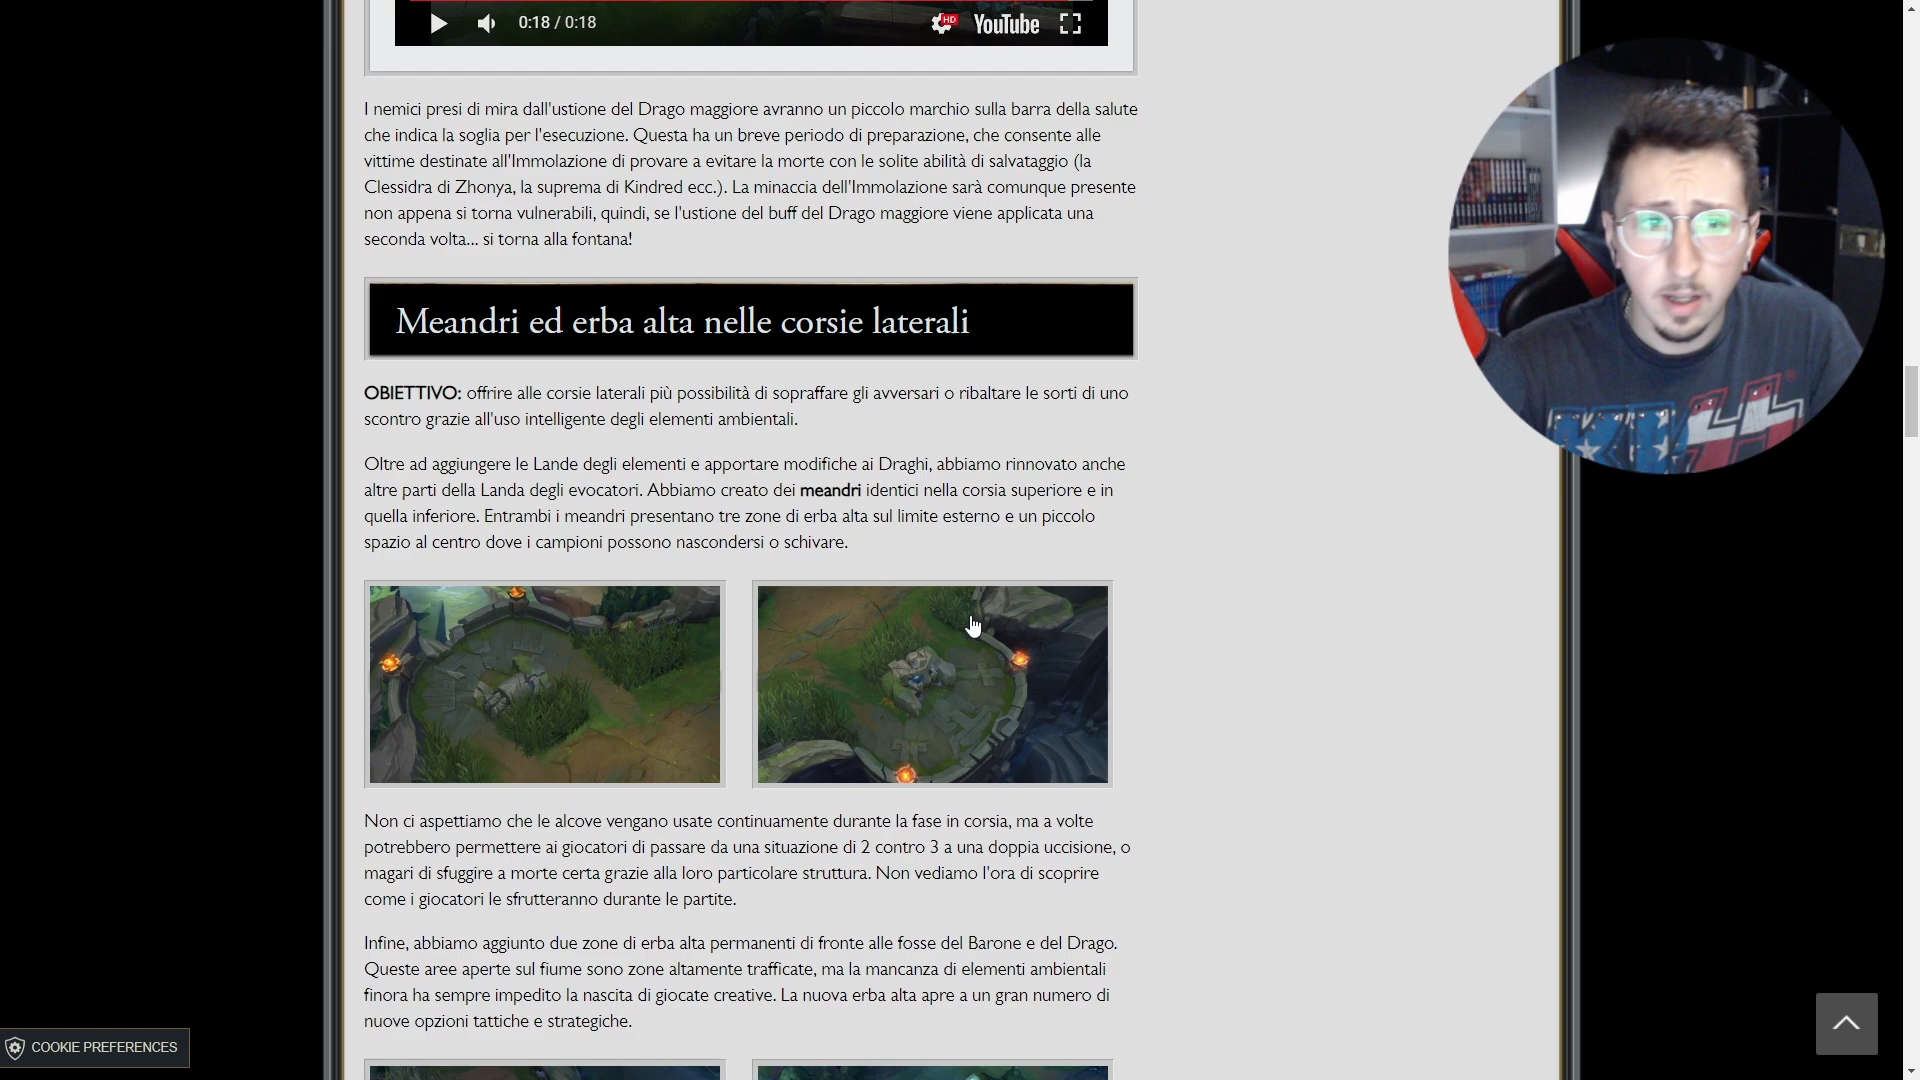 0:18 / 0:18
HD
YouTube
I nemici presi di mira dall'ustione del Drago maggiore avranno un piccolo marchio sulla barra della salute
che indica la soglia per l'esecuzione. Questa ha un breve periodo di preparazione, che consente alle
vittime destinate all'Immolazione di provare a evitare la morte con le solite abilità di salvataggio (la
Clessidra di Zhonya, la suprema di Kindred ecc.). La minaccia dell'Immolazione sarà comunque presente
non appena si torna vulnerabili, quindi, se l'ustione del buff del Drago maggiore viene applicata una
seconda volta... si torna alla fontana!
Meandri ed erba alta nelle corsie laterali
OBIETTIVO: offrire alle corsie laterali più possibilità di sopraffare gli avversari o ribaltare le sorti di uno
scontro grazie all'uso intelligente degli elementi ambientali.
Oltre ad aggiungere le Lande degli elementi e apportare modifiche ai Draghi, abbiamo rinnovato anche
altre parti della Landa degli evocatori. Abbiamo creato dei meandri identici nella corsia superiore e in
quella inferiore. Entrambi i meandri presentano tre zone di erba alta sul limite esterno e un piccolo
spazio al centro dove i campioni possono nascondersi o schivare.
Non ci aspettiamo che le alcove vengano usate continuamente durante la fase in corsia, ma a volte
potrebbero permettere ai giocatori di passare da una situazione di 2 contro 3 a una doppia uccisione, o
magari di sfuggire a morte certa grazie alla loro particolare struttura. Non vediamo l'ora di scoprire
come i giocatori le sfrutteranno durante le partite.
Infine, abbiamo aggiunto due zone di erba alta permanenti di fronte alle fosse del Barone e del Drago.
Queste aree aperte sul fiume sono zone altamente trafficate, ma la mancanza di elementi ambientali
finora ha sempre impedito la nascita di giocate creative. La nuova erba alta apre a un gran numero di
nuove opzioni tattiche e strategiche.
COOKIE PREFERENCES